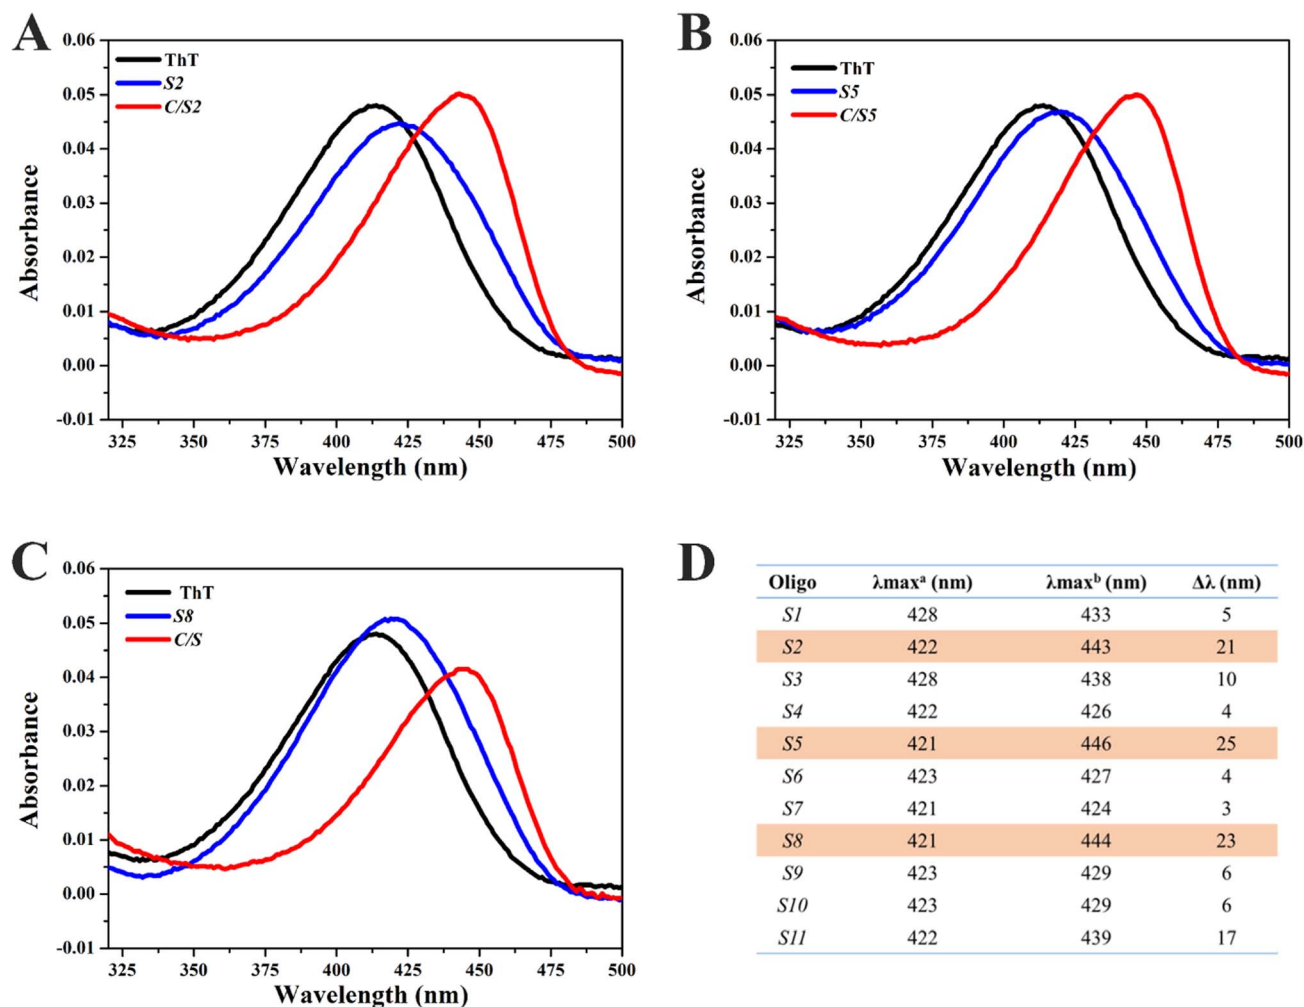 A
0.06
0.05
0.04
0.03
0.02
0.01
0.00
-0.01
Absorbance
ThT
S2
C/S2
325 350 375 400 425 450 475 500
Wavelength (nm)
B
0.06
0.05
0.04
0.03
0.02
0.01
0.00
-0.01
Absorbance
ThT
S5
C/S5
325 350 375 400 425 450 475 500
Wavelength (nm)
C
0.06
0.05
0.04
0.03
0.02
0.01
0.00
-0.01
Absorbance
ThT
S8
C/S
325 350 375 400 425 450 475 500
Wavelength (nm)
D
Oligo λmaxᵃ (nm) λmaxᵇ (nm) Δλ (nm)
S1 428 433 5
S2 422 443 21
S3 428 438 10
S4 422 426 4
S5 421 446 25
S6 423 427 4
S7 421 424 3
S8 421 444 23
S9 423 429 6
S10 423 429 6
S11 422 439 17